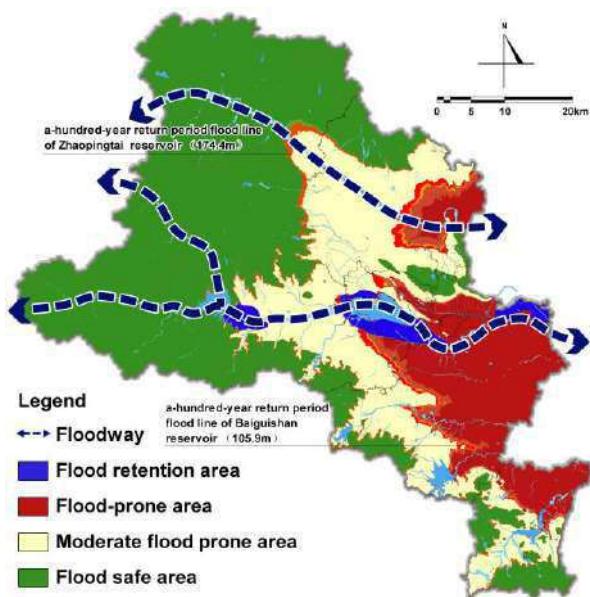 0 5 10 20km
a-hundred-year return period flood line
of Zhaopingtai reservoir （174.4m）
a-hundred-year return period
flood line of Baiguishan
reservoir （105.9m）
Legend
Floodway
Flood retention area
Flood-prone area
Moderate flood prone area
Flood safe area